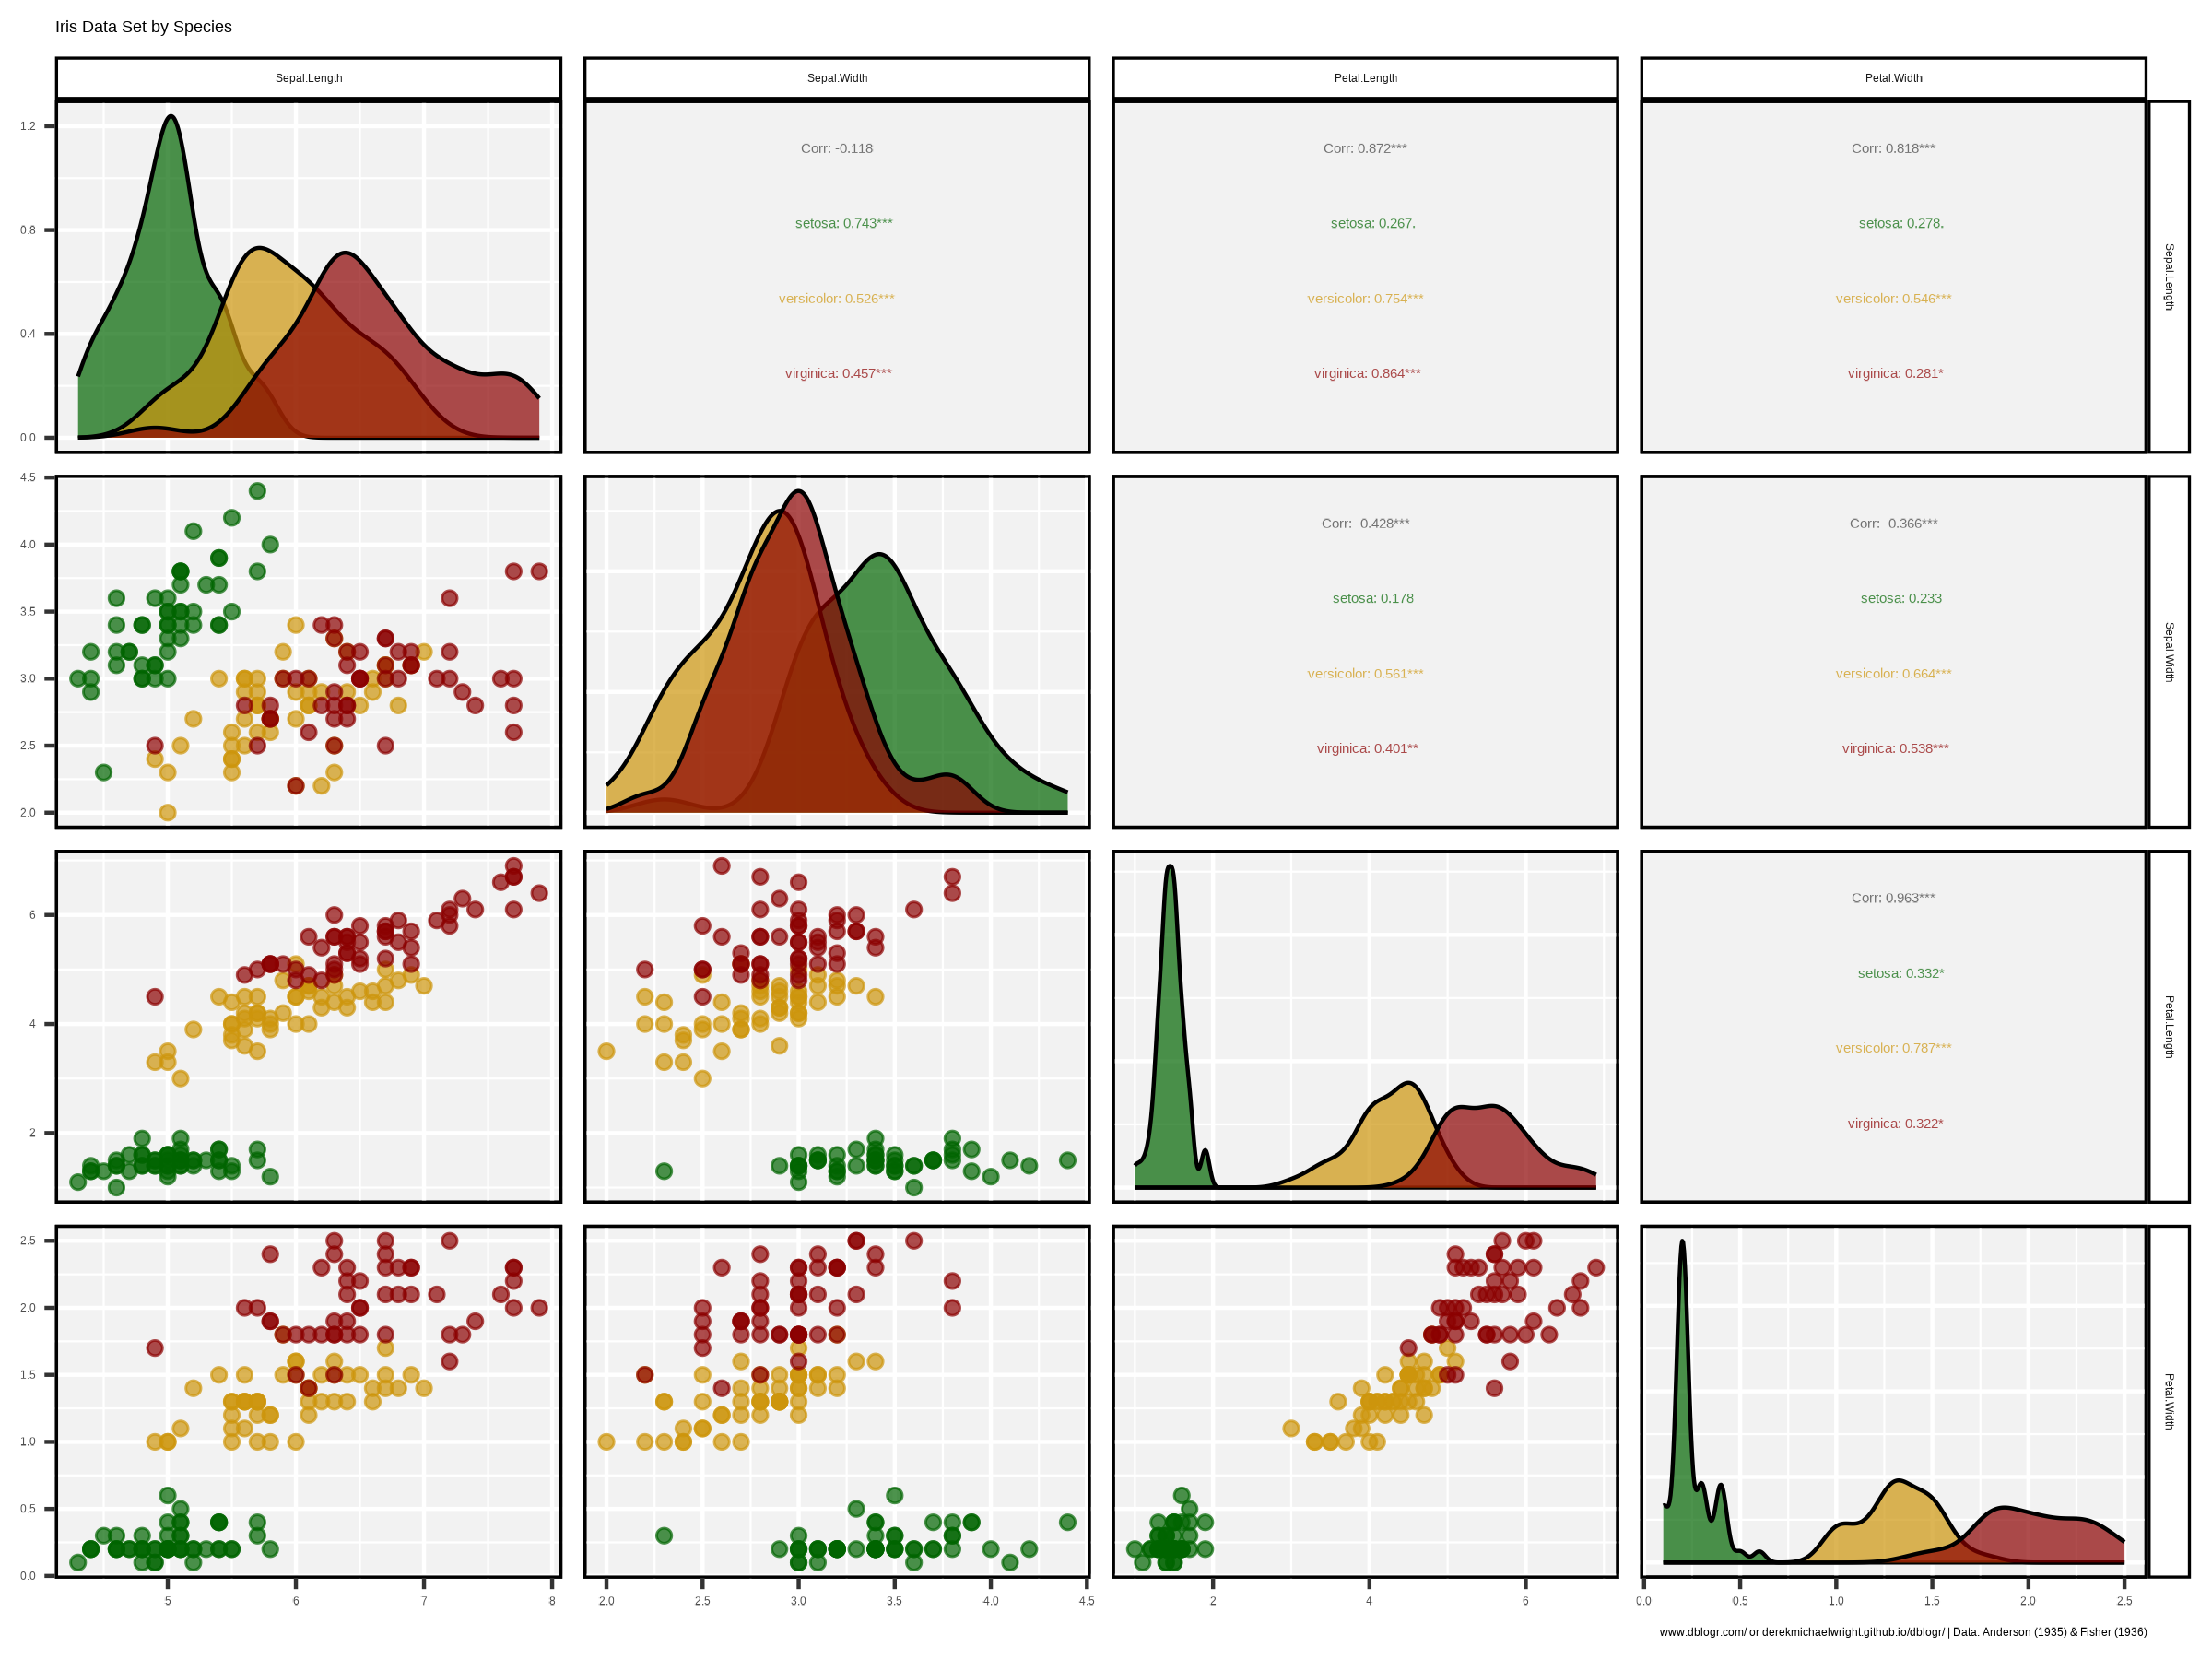 Iris Data Set by Species
Sepal.Length
Sepal.Width
Petal.Length
Petal.Width
1.2
0.8
0.4
0.0
Corr: -0.118
setosa: 0.743***
versicolor: 0.526***
virginica: 0.457***
Corr: 0.872***
setosa: 0.267.
versicolor: 0.754***
virginica: 0.864***
Corr: 0.818***
setosa: 0.278.
versicolor: 0.546***
virginica: 0.281*
Sepal.Length
4.5
4.0
3.5
3.0
2.5
2.0
Corr: -0.428***
setosa: 0.178
versicolor: 0.561***
virginica: 0.401**
Corr: -0.366***
setosa: 0.233
versicolor: 0.664***
virginica: 0.538***
Sepal.Width
6
4
2
Corr: 0.963***
setosa: 0.332*
versicolor: 0.787***
virginica: 0.322*
Petal.Length
2.5
2.0
1.5
1.0
0.5
0.0
Petal.Width
5 6 7 8
2.0 2.5 3.0 3.5 4.0 4.5
2 4 6
0.0 0.5 1.0 1.5 2.0 2.5
www.dblogr.com/ or derekmichaelwright.github.io/dblogr/ | Data: Anderson (1935) & Fisher (1936)